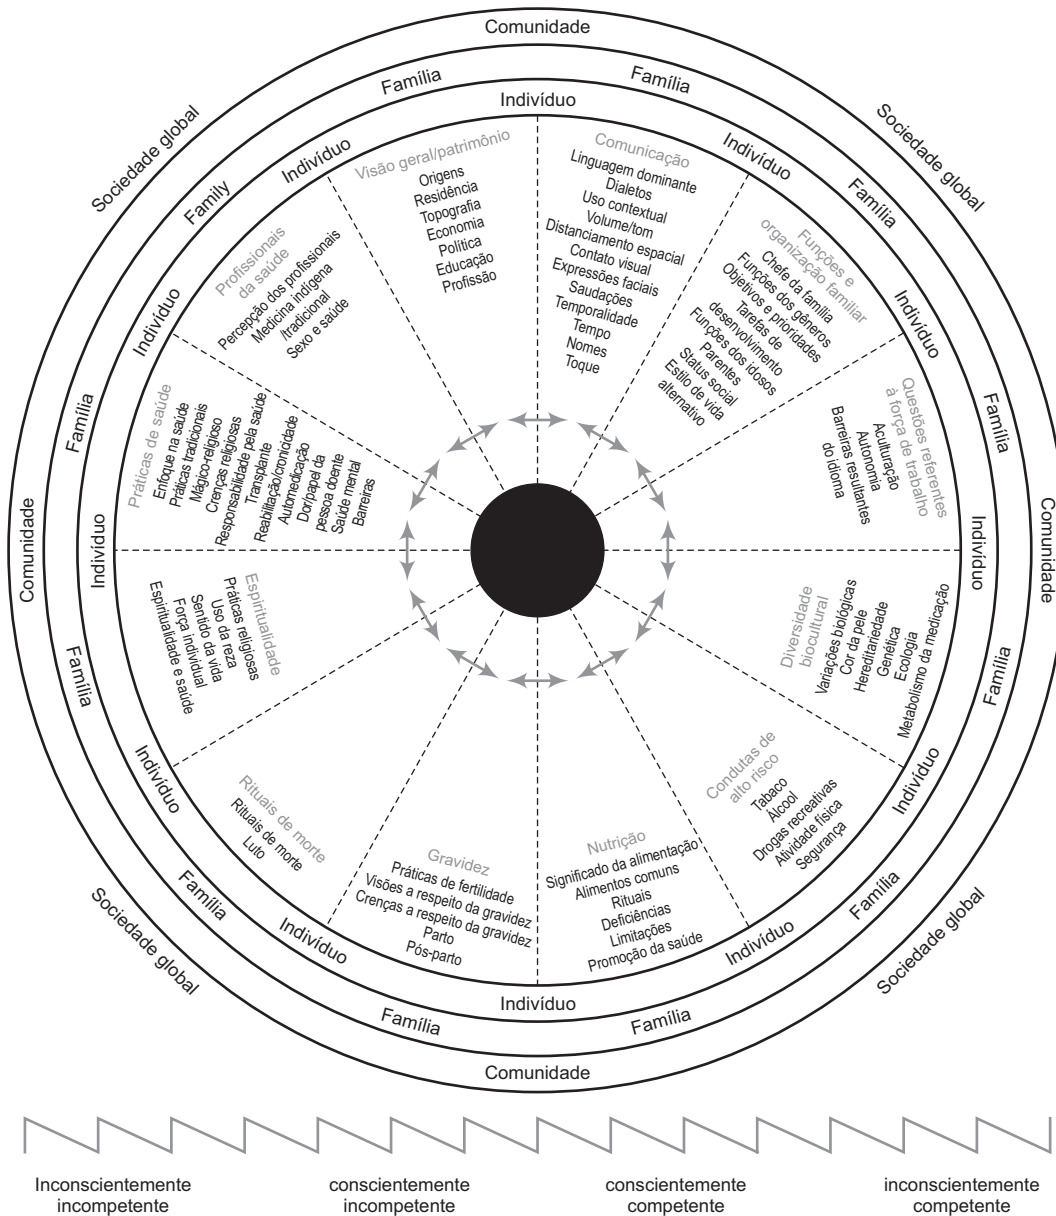 Comunidade
Família
Família
Indivíduo
Sociedade global
Sociedade global
Indivíduo
Indivíduo
Familly
Família
Visão geral/patrimônio
Origens
Residência
Topografia
Economia
Política
Educação
Profissão
Comunicação
Linguagem dominante
Dialetos
Uso contextual
Volume/tom
Distanciamento espacial
Contato visual
Expressões faciais
Saudações
Temporalidade
Tempo
Nomes
Toque
Funções e
organização familiar
Chefe da família
Funções dos gêneros
Objetivos e prioridades
Tarefas de
desenvolvimento
Funções dos idosos
Parentes
Status social
Estilo de vida
alternativo
Profissionais
da saúde
Percepção dos profissionais
Medicina indígena
/tradicional
Sexo e saúde
Indivíduo
Indivíduo
Família
Família
Práticas de saúde
Enfoque na saúde
Práticas tradicionais
Mágico-religioso
Crenças religiosas
Responsabilidade pela saúde
Transplante
Reabilitação/cronicidade
Automedicação
Dor/papel da
pessoa doente
Saúde mental
Barreiras
Questões referentes
à força de trabalho
Aculturação
Autonomia
Barreiras resultantes
do idioma
Comunidade
Indivíduo
Indivíduo
Comunidade
Espiritualidade
Práticas religiosas
Uso da reza
Sentido da vida
Força individual
Espiritualidade e saúde
Diversidade
biocultural
Variações biológicas
Cor da pele
Hereditariedade
Genética
Ecologia
Metabolismo da medicação
Família
Família
Indivíduo
Indivíduo
Rituais de morte
Rituais de morte
Luto
Condutas de
alto risco
Tabaco
Álcool
Drogas recreativas
Atividade física
Segurança
Gravidez
Práticas de fertilidade
Visões a respeito da gravidez
Crenças a respeito da gravidez
Parto
Pós-parto
Nutrição
Significado da alimentação
Alimentos comuns
Rituais
Deficiências
Limitações
Promoção da saúde
Família
Família
Indivíduo
Indivíduo
Sociedade global
Sociedade global
Indivíduo
Família
Família
Comunidade
Inconscientemente
incompetente
conscientemente
incompetente
conscientemente
competente
inconscientemente
competente